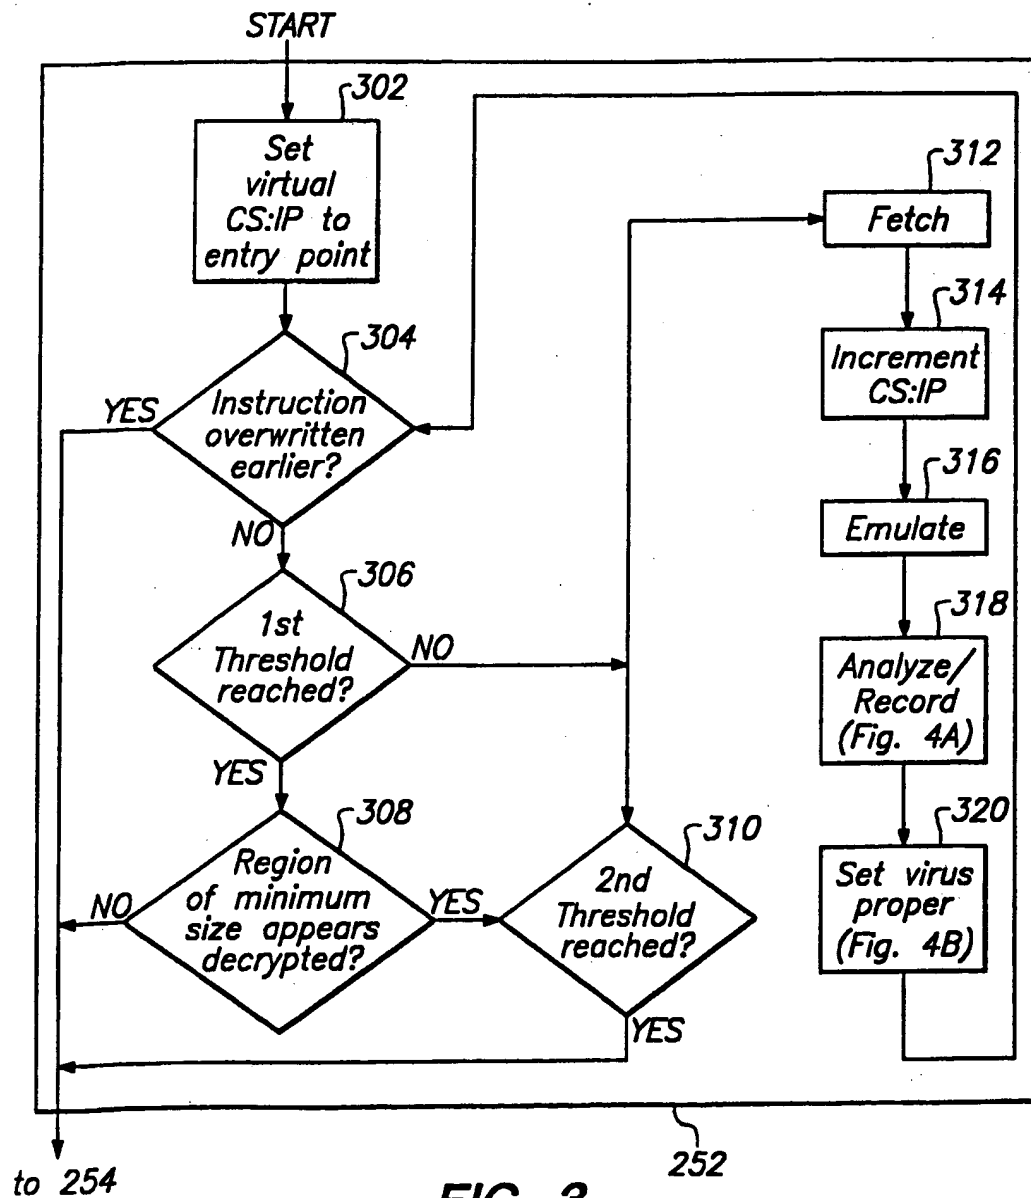 START
302
Set
virtual
CS:IP to
entry point
304
YES
Instruction
overwritten
earlier?
NO
306
1st
Threshold
reached?
NO
YES
308
Region
of minimum
size appears
decrypted?
NO
YES
310
2nd
Threshold
reached?
YES
312
Fetch
314
Increment
CS:IP
316
Emulate
318
Analyze/
Record
(Fig. 4A)
320
Set virus
proper
(Fig. 4B)
252
to 254
FIG. 3